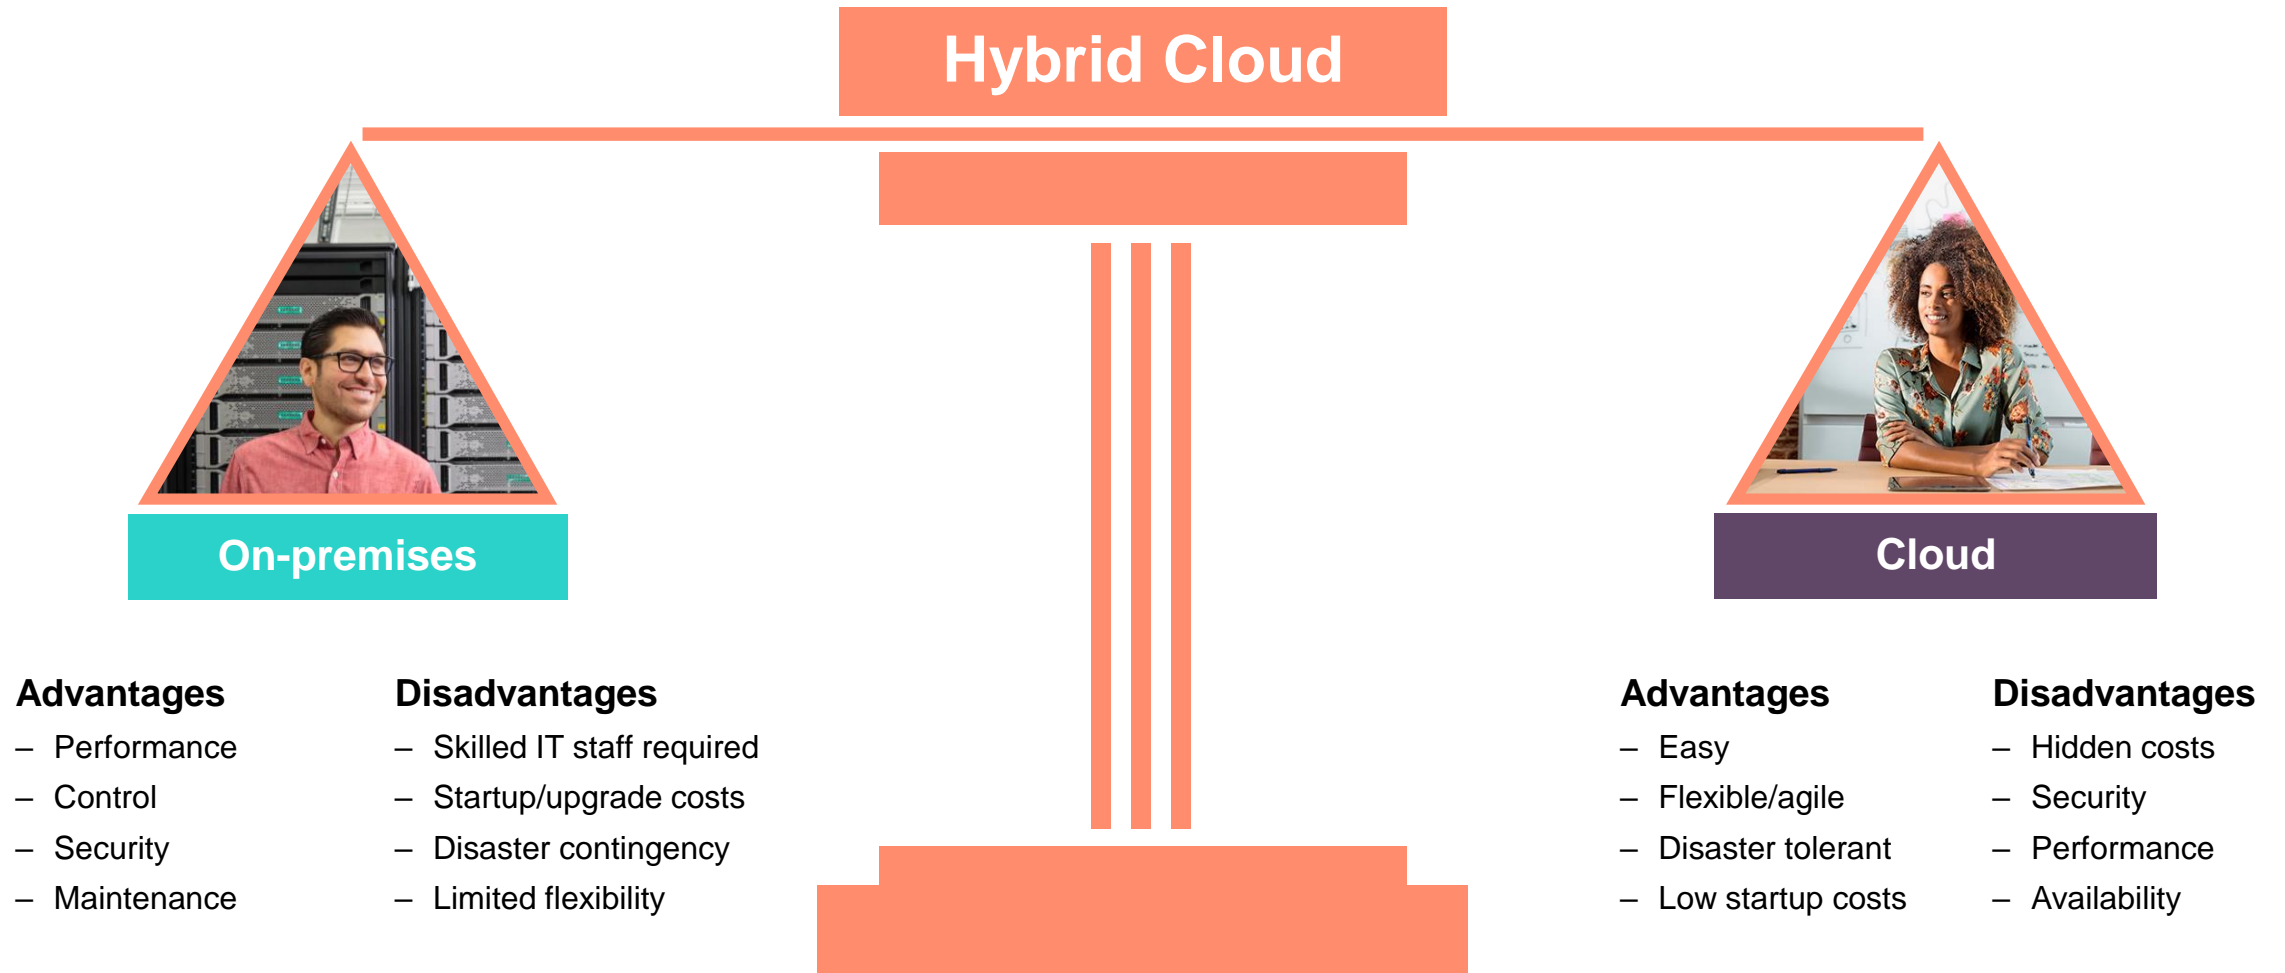 Hybrid Cloud
On-premises
Cloud
Advantages
– Performance
– Control
– Security
– Maintenance
Disadvantages
– Skilled IT staff required
– Startup/upgrade costs
– Disaster contingency
– Limited flexibility
Advantages
– Easy
– Flexible/agile
– Disaster tolerant
– Low startup costs
Disadvantages
– Hidden costs
– Security
– Performance
– Availability